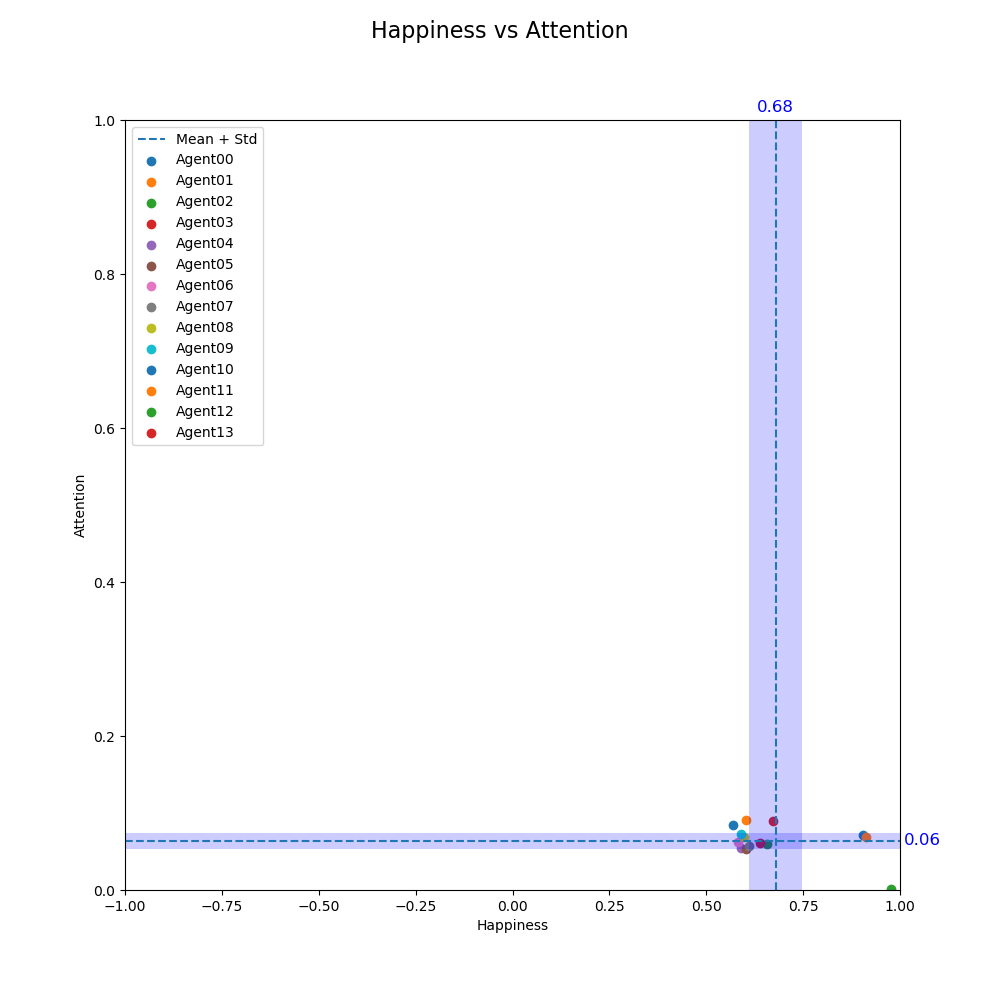 Happiness vs Attention
0.68
1.0
0.8
0.6
0.4
0.2
0.0
Attention
Mean + Std
Agent00
Agent01
Agent02
Agent03
Agent04
Agent05
Agent06
Agent07
Agent08
Agent09
Agent10
Agent11
Agent12
Agent13
0.06
−1.00 −0.75 −0.50 −0.25 0.00 0.25 0.50 0.75 1.00
Happiness